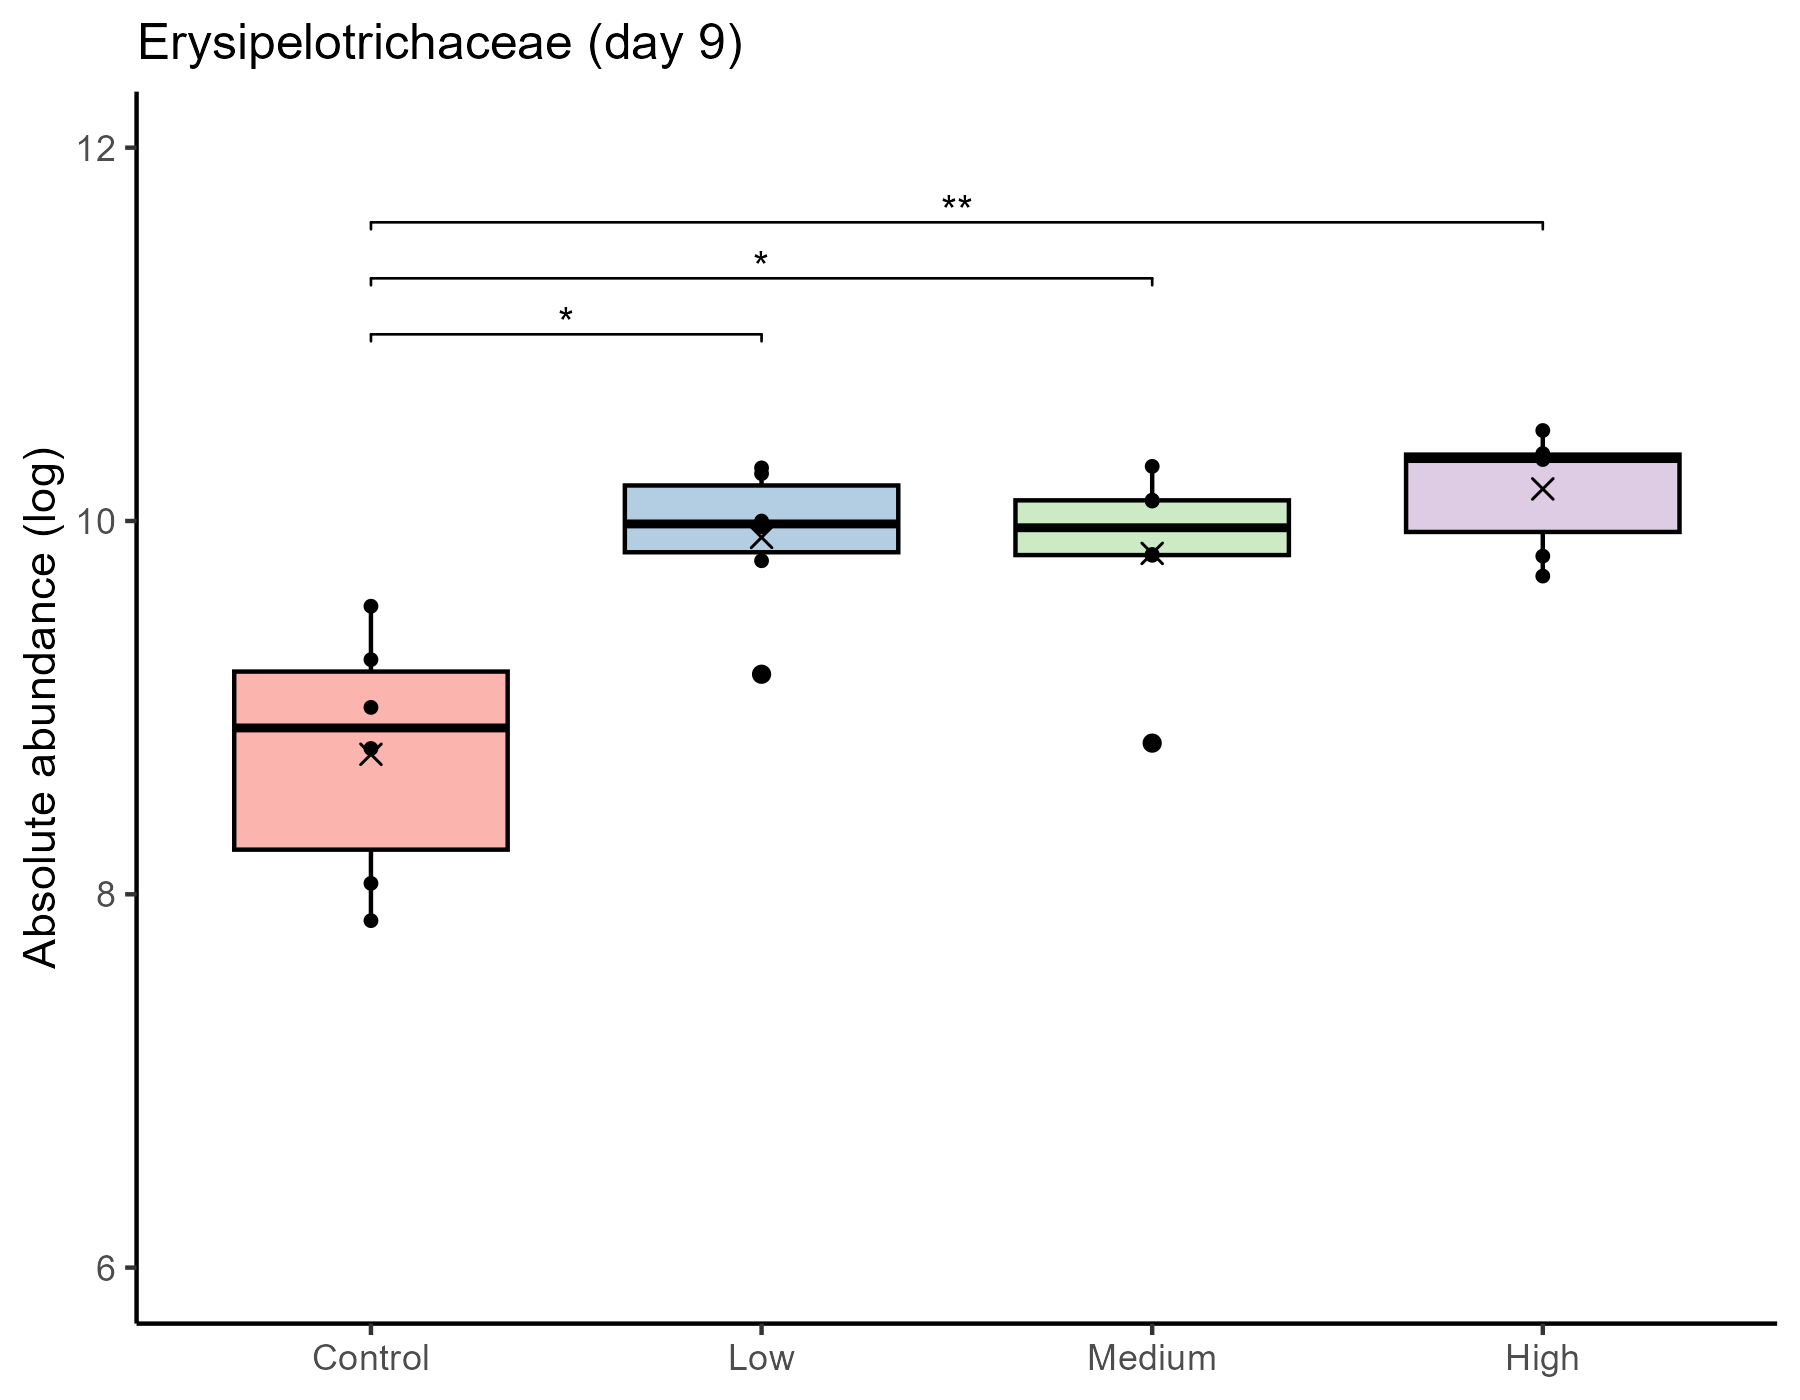 Erysipelotrichaceae (day 9)
Absolute abundance (log)
12
10
8
6
**
*
*
Control
Low
Medium
High